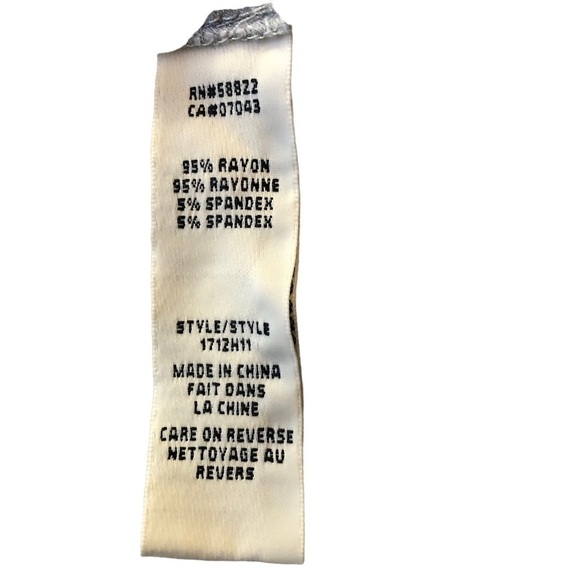 RN#58822
CA#07043
95% RAYON
95% RAYONNE
5% SPANDEX
5% SPANDEX
STYLE/STYLE
1712H11
MADE IN CHINA
FAIT DANS
LA CHINE
CARE ON REVERSE
NETTOYAGE AU
REVERS